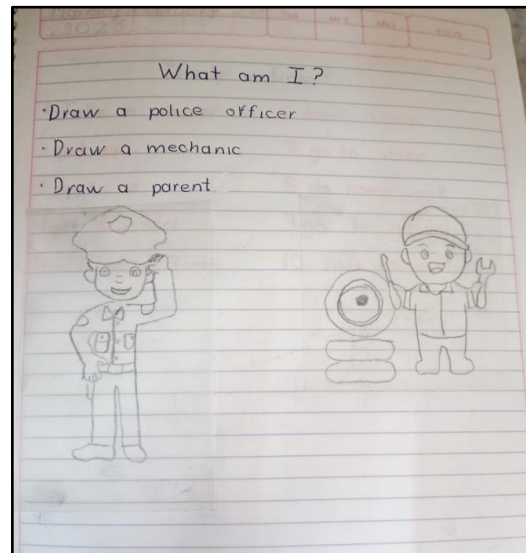 What am I?
·Draw a police officer
·Draw a mechanic
·Draw a parent